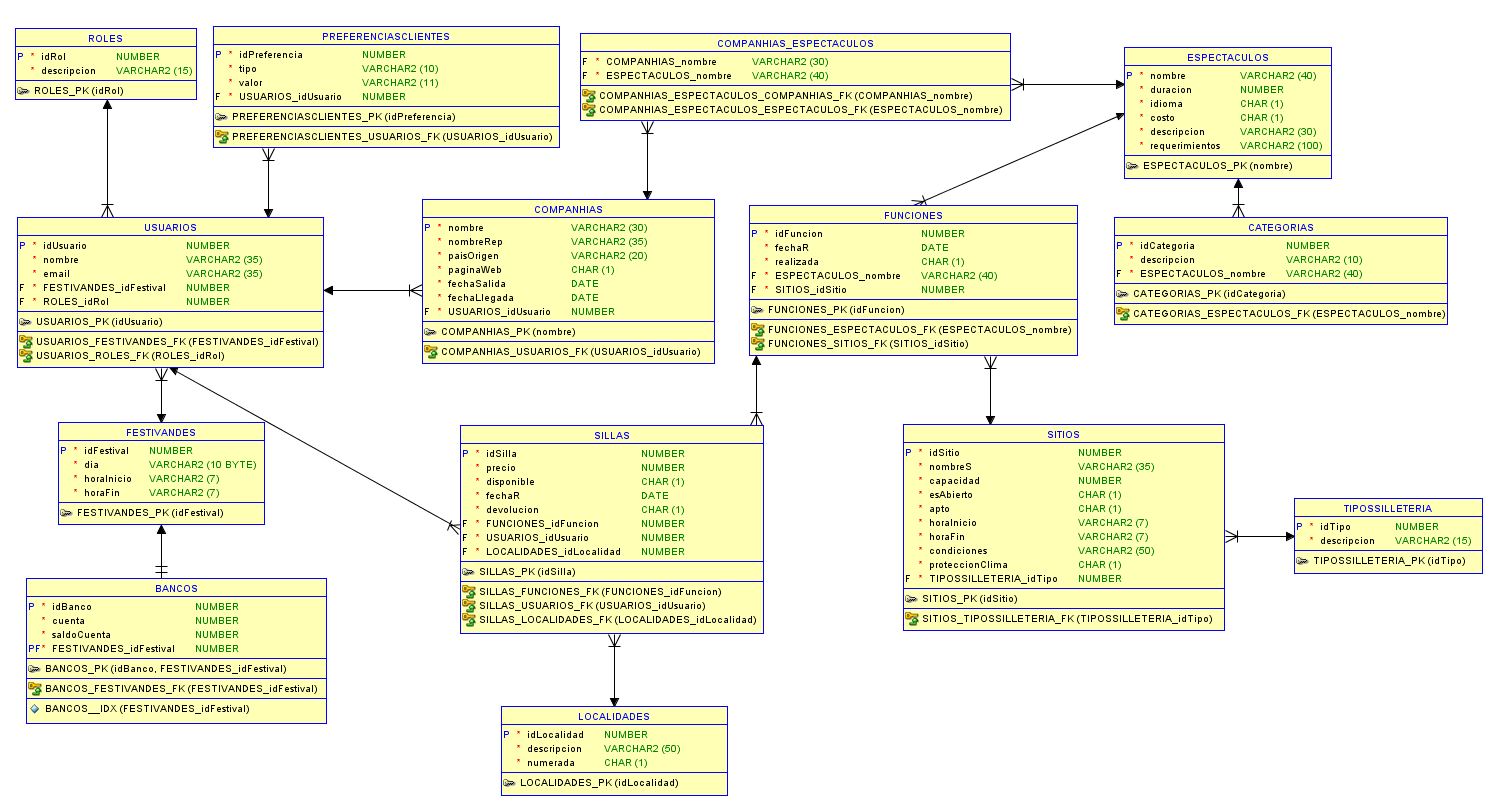 ROLES
P * idRol NUMBER
* descripcion VARCHAR2 (15)
ROLES_PK (idRol)
PREFERENCIASCLIENTES
P * idPreferencia NUMBER
* tipo VARCHAR2 (10)
* valor VARCHAR2 (11)
F * USUARIOS_idUsuario NUMBER
PREFERENCIASCLIENTES_PK (idPreferencia)
PREFERENCIASCLIENTES_USUARIOS_FK (USUARIOS_idUsuario)
COMPANHIAS_ESPECTACULOS
F * COMPANHIAS_nombre VARCHAR2 (30)
F * ESPECTACULOS_nombre VARCHAR2 (40)
COMPANHIAS_ESPECTACULOS_COMPANHIAS_FK (COMPANHIAS_nombre)
COMPANHIAS_ESPECTACULOS_ESPECTACULOS_FK (ESPECTACULOS_nombre)
ESPECTACULOS
P * nombre VARCHAR2 (40)
* duracion NUMBER
* idioma CHAR (1)
* costo CHAR (1)
* descripcion VARCHAR2 (30)
* requerimientos VARCHAR2 (100)
ESPECTACULOS_PK (nombre)
USUARIOS
P * idUsuario NUMBER
* nombre VARCHAR2 (35)
* email VARCHAR2 (35)
F * FESTIVANDES_idFestival NUMBER
F * ROLES_idRol NUMBER
USUARIOS_PK (idUsuario)
USUARIOS_FESTIVANDES_FK (FESTIVANDES_idFestival)
USUARIOS_ROLES_FK (ROLES_idRol)
COMPANHIAS
P * nombre VARCHAR2 (30)
* nombreRep VARCHAR2 (35)
* paisOrigen VARCHAR2 (20)
* paginaWeb CHAR (1)
* fechaSalida DATE
* fechaLlegada DATE
F * USUARIOS_idUsuario NUMBER
COMPANHIAS_PK (nombre)
COMPANHIAS_USUARIOS_FK (USUARIOS_idUsuario)
FUNCIONES
P * idFuncion NUMBER
* fechaR DATE
* realizada CHAR (1)
F * ESPECTACULOS_nombre VARCHAR2 (40)
F * SITIOS_idSitio NUMBER
FUNCIONES_PK (idFuncion)
FUNCIONES_ESPECTACULOS_FK (ESPECTACULOS_nombre)
FUNCIONES_SITIOS_FK (SITIOS_idSitio)
CATEGORIAS
P * idCategoria NUMBER
* descripcion VARCHAR2 (10)
F * ESPECTACULOS_nombre VARCHAR2 (40)
CATEGORIAS_PK (idCategoria)
CATEGORIAS_ESPECTACULOS_FK (ESPECTACULOS_nombre)
FESTIVANDES
P * idFestival NUMBER
* dia VARCHAR2 (10 BYTE)
* horaInicio VARCHAR2 (7)
* horaFin VARCHAR2 (7)
FESTIVANDES_PK (idFestival)
SILLAS
P * idSilla NUMBER
* precio NUMBER
* disponible CHAR (1)
* fechaR DATE
* devolucion CHAR (1)
F * FUNCIONES_idFuncion NUMBER
F * USUARIOS_idUsuario NUMBER
F * LOCALIDADES_idLocalidad NUMBER
SILLAS_PK (idSilla)
SILLAS_FUNCIONES_FK (FUNCIONES_idFuncion)
SILLAS_USUARIOS_FK (USUARIOS_idUsuario)
SILLAS_LOCALIDADES_FK (LOCALIDADES_idLocalidad)
SITIOS
P * idSitio NUMBER
* nombreS VARCHAR2 (35)
* capacidad NUMBER
* esAbierto CHAR (1)
* apto CHAR (1)
* horaInicio VARCHAR2 (7)
* horaFin VARCHAR2 (7)
* condiciones VARCHAR2 (50)
* proteccionClima CHAR (1)
F * TIPOSSILLETERIA_idTipo NUMBER
SITIOS_PK (idSitio)
SITIOS_TIPOSSILLETERIA_FK (TIPOSSILLETERIA_idTipo)
TIPOSSILLETERIA
P * idTipo NUMBER
* descripcion VARCHAR2 (15)
TIPOSSILLETERIA_PK (idTipo)
BANCOS
P * idBanco NUMBER
* cuenta NUMBER
* saldoCuenta NUMBER
PF* FESTIVANDES_idFestival NUMBER
BANCOS_PK (idBanco, FESTIVANDES_idFestival)
BANCOS_FESTIVANDES_FK (FESTIVANDES_idFestival)
BANCOS__IDX (FESTIVANDES_idFestival)
LOCALIDADES
P * idLocalidad NUMBER
* descripcion VARCHAR2 (50)
* numerada CHAR (1)
LOCALIDADES_PK (idLocalidad)